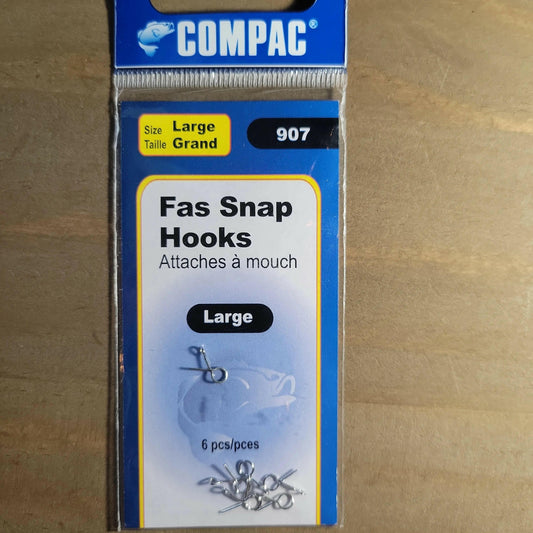 COMPAC®
Size Large
Taille Grand
907
Fas Snap
Hooks
Attaches à mouch
Large
6 pcs/pces